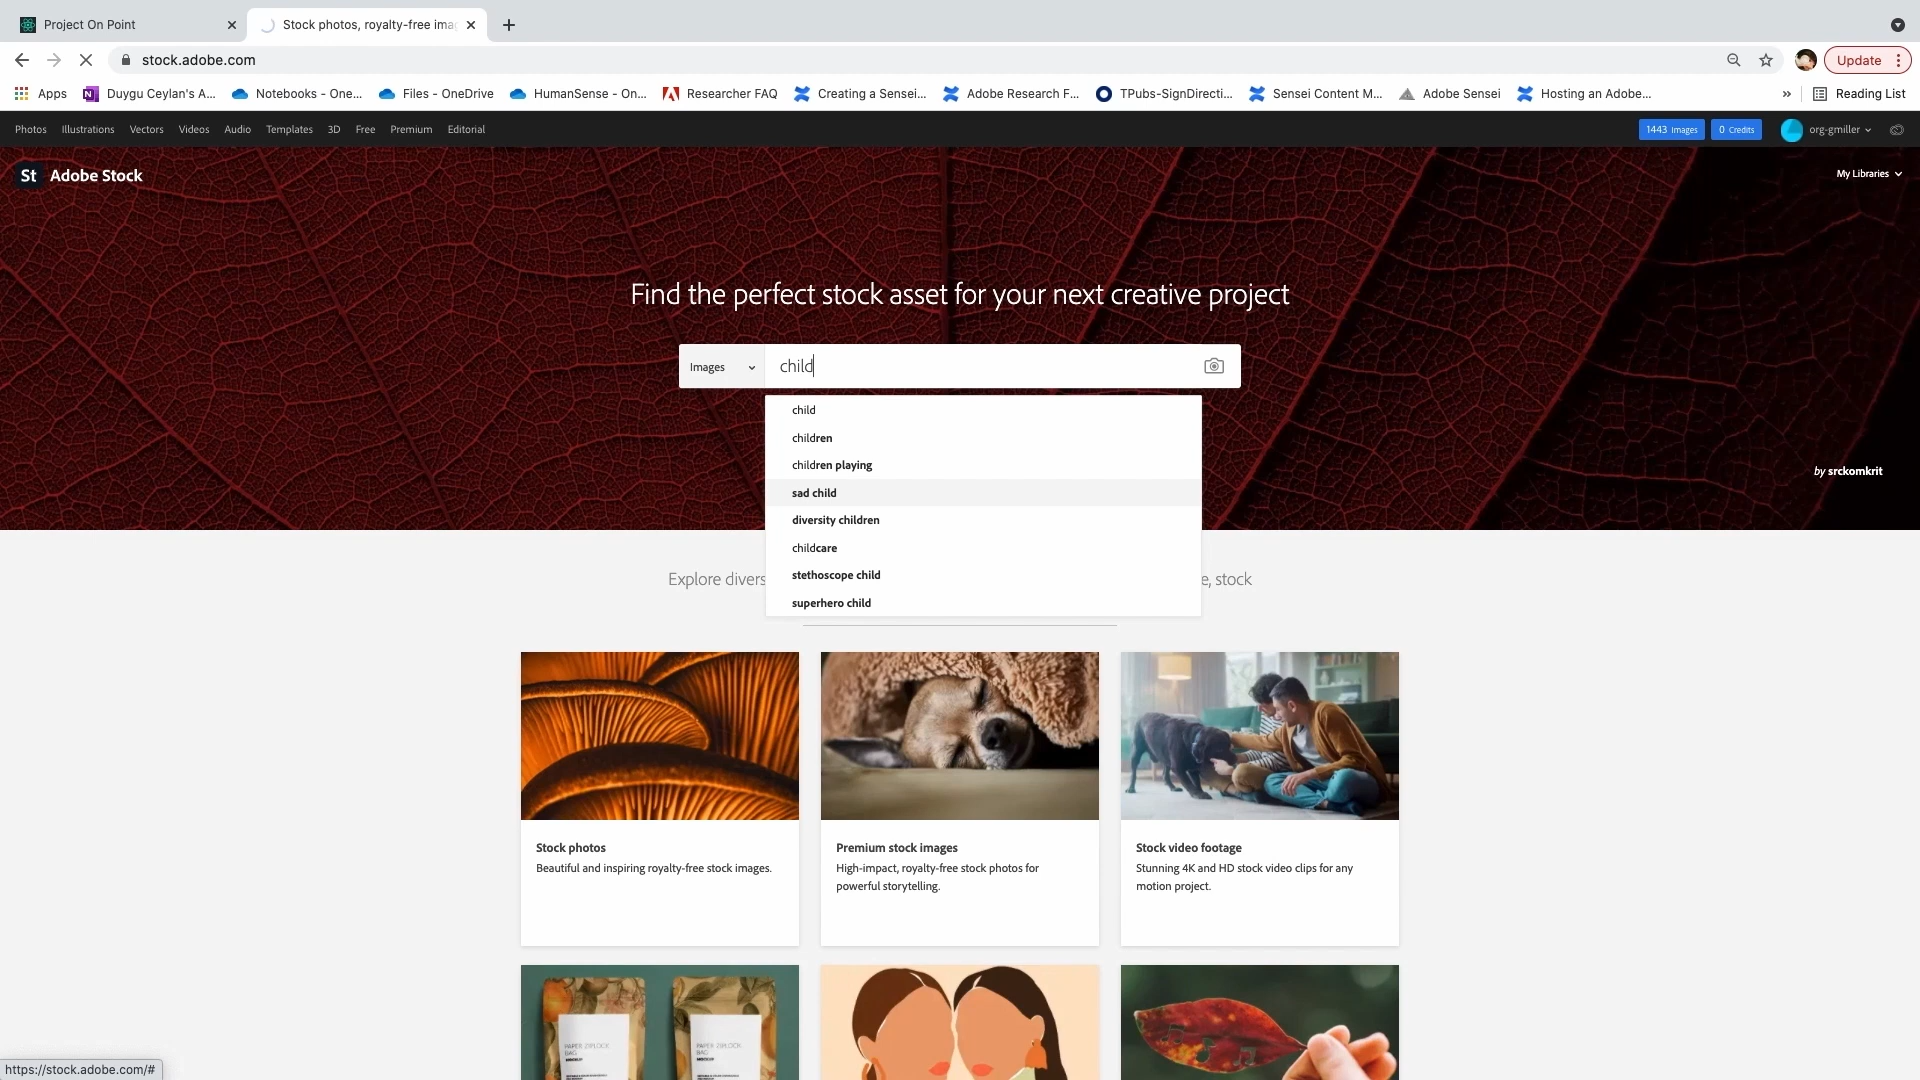 Project On Point
Stock photos, royalty-free ima
stock.adobe.com
Update
Apps
Duygu Ceylan's A...
Notebooks - One...
Files - OneDrive
HumanSense - On...
Researcher FAQ
Creating a Sensei...
Adobe Research F...
TPubs-SignDirecti...
Sensei Content M...
Adobe Sensei
Hosting an Adobe...
»
Reading List
Photos Illustrations Vectors Videos Audio Templates 3D Free Premium Editorial
1443 Images
0 Credits
org-gmiller
St Adobe Stock
My Libraries
Find the perfect stock asset for your next creative project
Images
child
child
children
children playing
sad child
diversity children
childcare
stethoscope child
superhero child
by srckomkrit
Explore divers
e, stock
Stock photos
Beautiful and inspiring royalty-free stock images.
Premium stock images
High-impact, royalty-free stock photos for
powerful storytelling.
Stock video footage
Stunning 4K and HD stock video clips for any
motion project.
PAPER ZIPLOCK
BAG
MOCKUP
PAPER ZIPLOCK
BAG
MOCKUP
https://stock.adobe.com/#